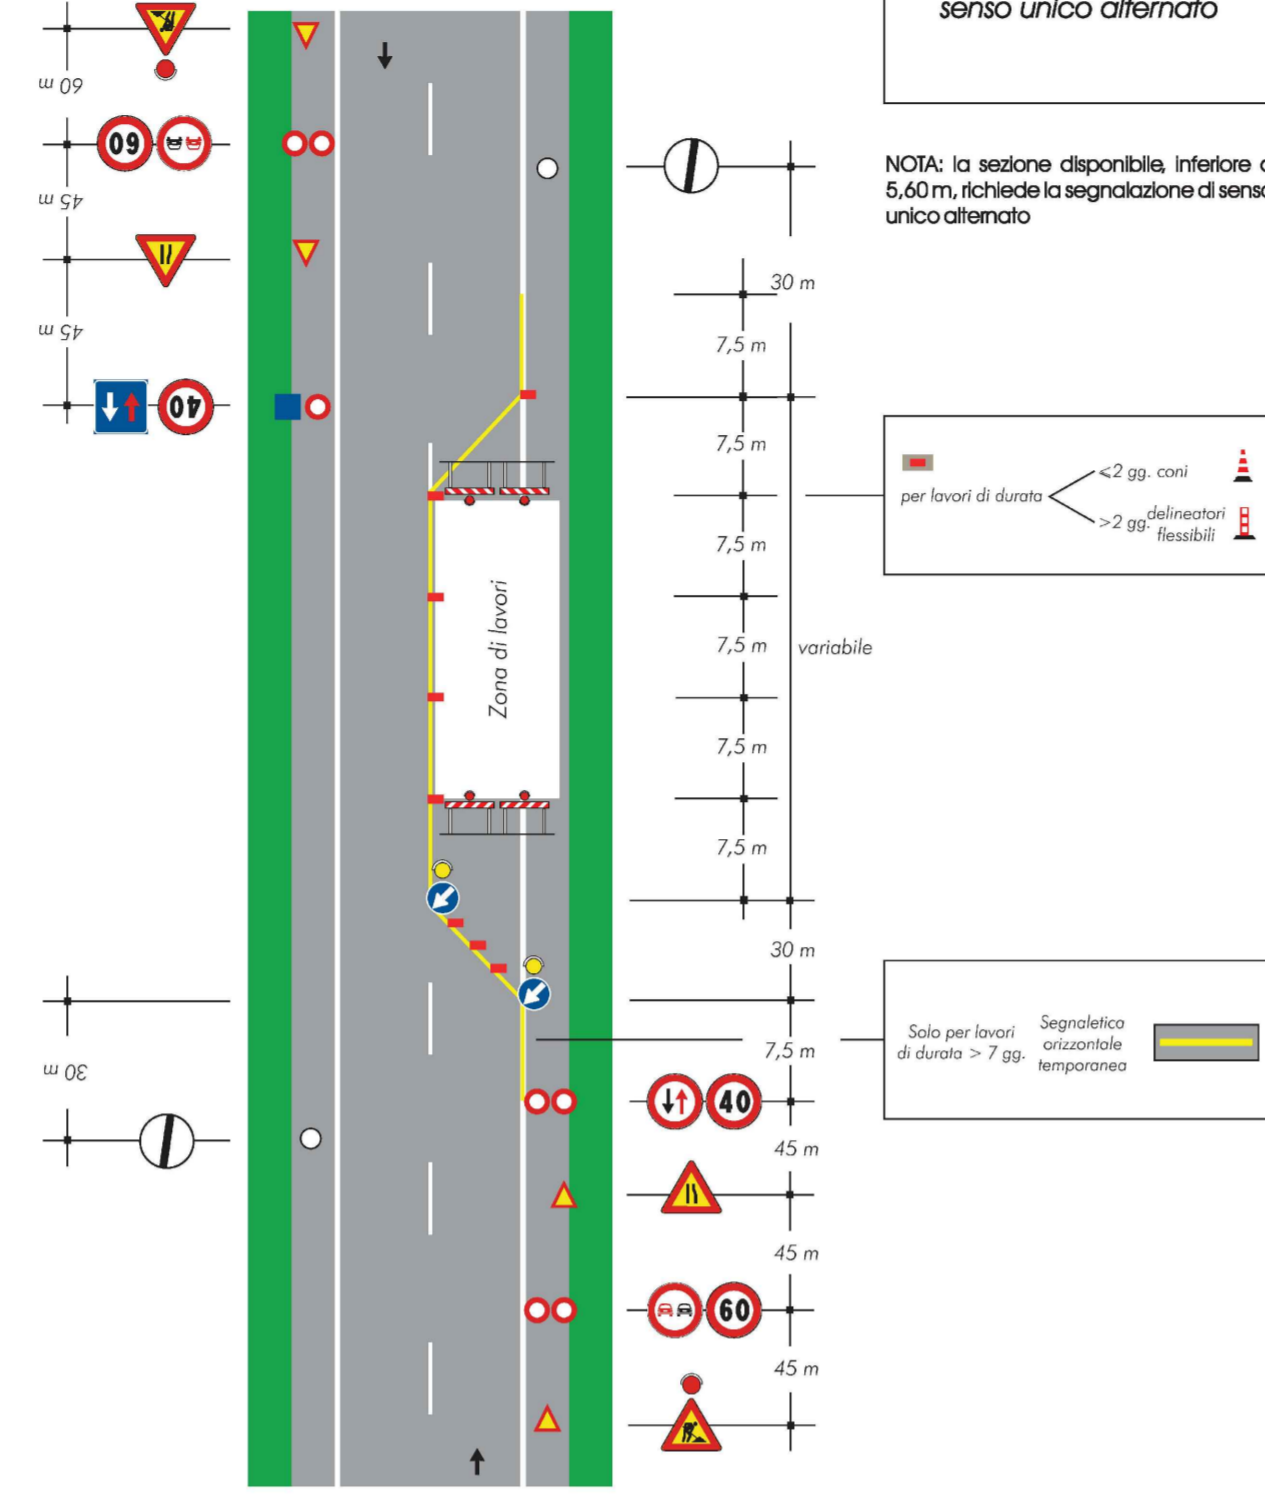 senso unico alternato
NOTA: la sezione disponibile, inferiore a
5,60 m, richiede la segnalazione di senso
unico alternato
60 m
60
45 m
45 m
40
30 m
7,5 m
7,5 m
7,5 m
7,5 m
variabile
7,5 m
7,5 m
30 m
7,5 m
Zona di lavori
per lavori di durata
⩽2 gg. coni
>2 gg. delineatori
flessibili
Solo per lavori
di durata > 7 gg.
Segnaletica
orizzontale
temporanea
30 m
40
45 m
45 m
60
45 m